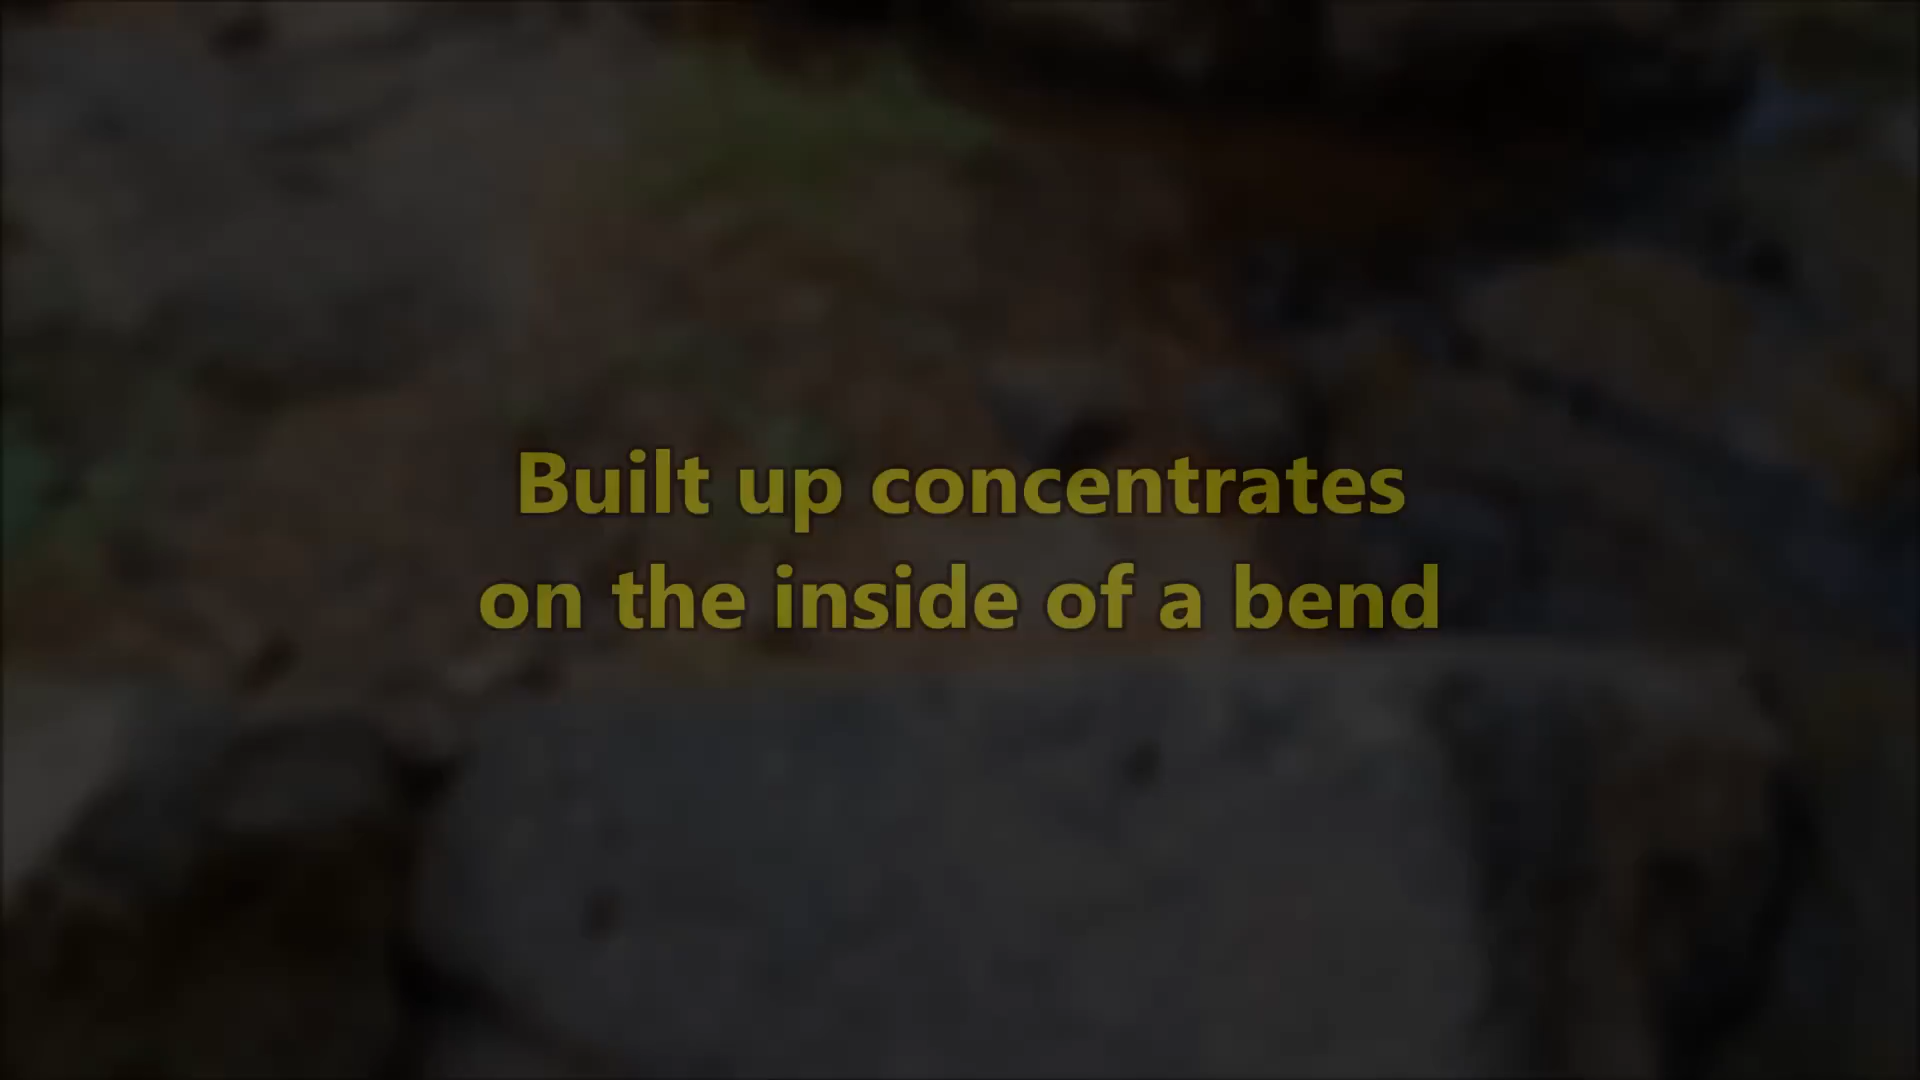 Built up concentrates
on the inside of a bend